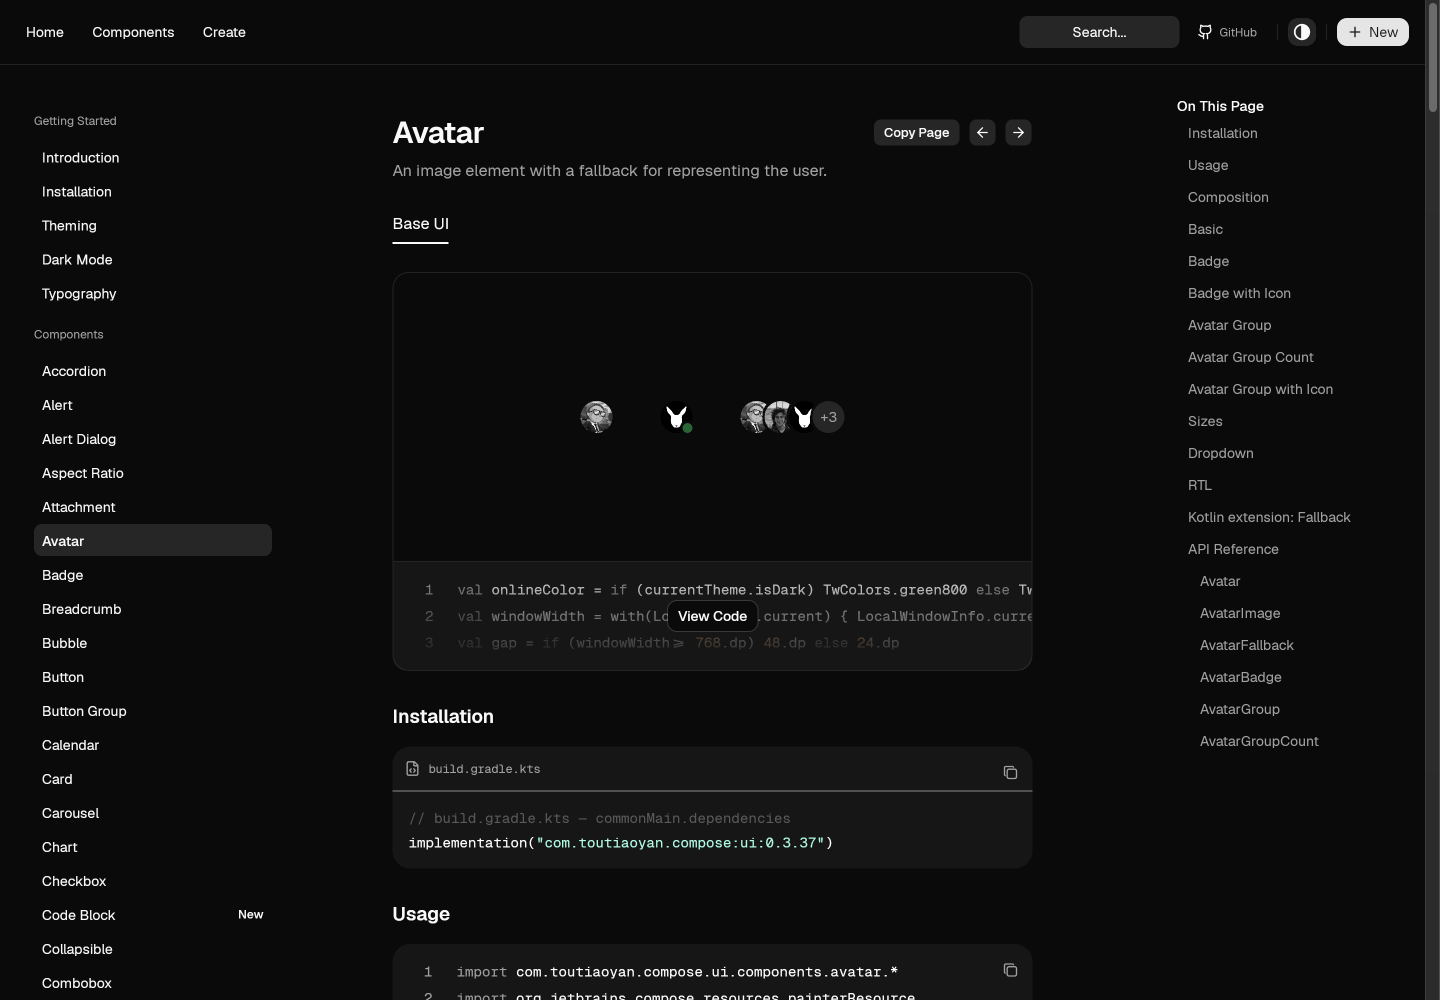 Home
Components
Create
Search...
GitHub
New
Getting Started
Introduction
Installation
Theming
Dark Mode
Typography
Components
Accordion
Alert
Alert Dialog
Aspect Ratio
Attachment
Avatar
Badge
Breadcrumb
Bubble
Button
Button Group
Calendar
Card
Carousel
Chart
Checkbox
Code Block New
Collapsible
Combobox
Avatar
Copy Page
An image element with a fallback for representing the user.
Base UI
+3
1 val onlineColor = if (currentTheme.isDark) TwColors.green800 else Tw
2 val windowWidth = with(Lo .current) { LocalWindowInfo.curre
View Code
3 val gap = if (windowWidth >= 768.dp) 48.dp else 24.dp
Installation
build.gradle.kts
// build.gradle.kts — commonMain.dependencies
implementation("com.toutiaoyan.compose:ui:0.3.37")
Usage
1 import com.toutiaoyan.compose.ui.components.avatar.*
2 import org.jetbrains.compose.resources.painterResource
On This Page
Installation
Usage
Composition
Basic
Badge
Badge with Icon
Avatar Group
Avatar Group Count
Avatar Group with Icon
Sizes
Dropdown
RTL
Kotlin extension: Fallback
API Reference
Avatar
AvatarImage
AvatarFallback
AvatarBadge
AvatarGroup
AvatarGroupCount